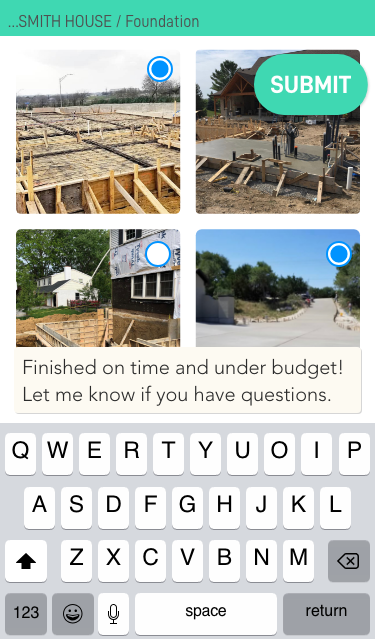 ...SMITH HOUSE / Foundation
SUBMIT
Finished on time and under budget!
Let me know if you have questions.
Q W E R T Y U O I P
A S D F G H J K L
Z X C V B N M
123 space return